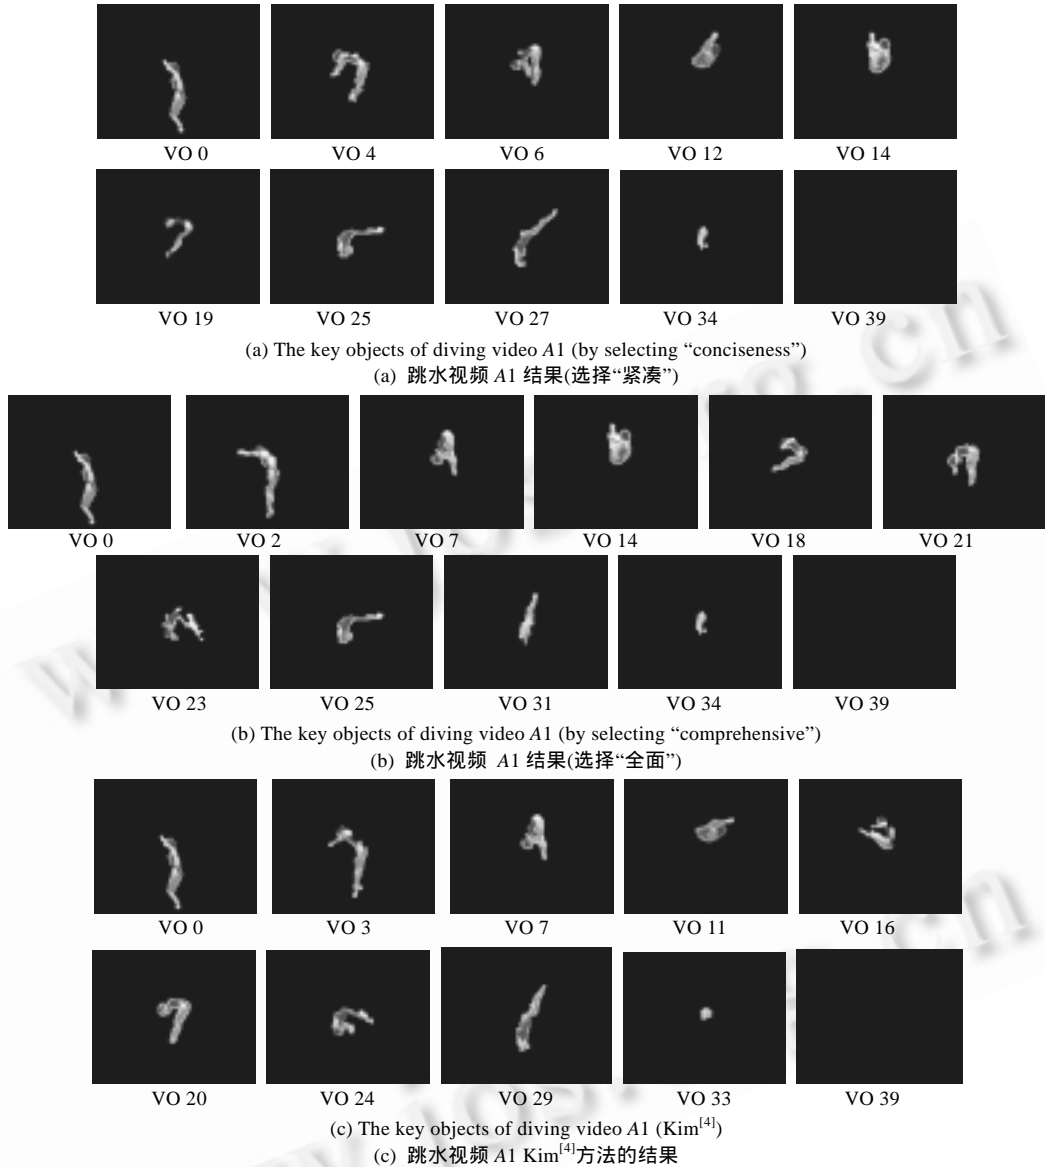 VO 0 VO 4 VO 6 VO 12 VO 14
VO 19 VO 25 VO 27 VO 34 VO 39
(a) The key objects of diving video A1 (by selecting “conciseness”)
(a) 跳水视频 A1 结果(选择“紧凑”)
VO 0 VO 2 VO 7 VO 14 VO 18 VO 21
VO 23 VO 25 VO 31 VO 34 VO 39
(b) The key objects of diving video A1 (by selecting “comprehensive”)
(b) 跳水视频 A1 结果(选择“全面”)
VO 0 VO 3 VO 7 VO 11 VO 16
VO 20 VO 24 VO 29 VO 33 VO 39
(c) The key objects of diving video A1 (Kim[4])
(c) 跳水视频 A1 Kim[4]方法的结果